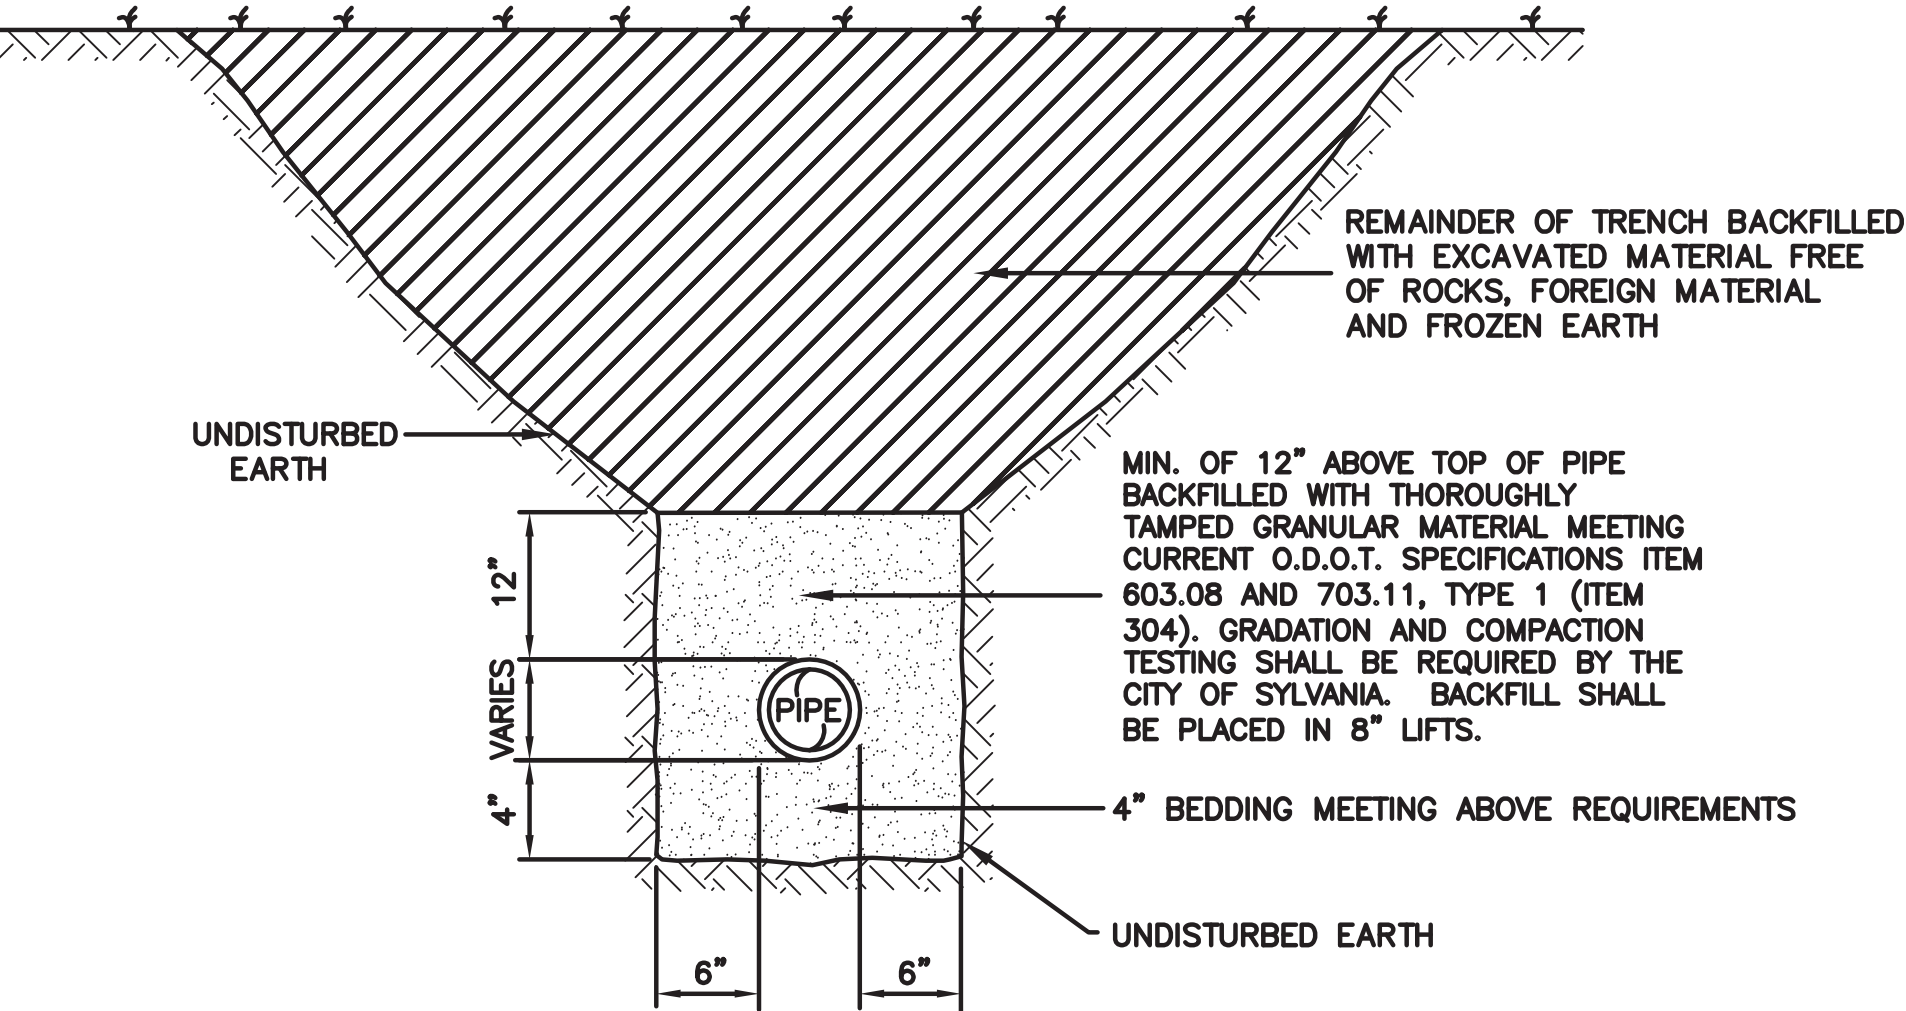 REMAINDER OF TRENCH BACKFILLED
WITH EXCAVATED MATERIAL FREE
OF ROCKS, FOREIGN MATERIAL
AND FROZEN EARTH
UNDISTURBED
EARTH
MIN. OF 12" ABOVE TOP OF PIPE
BACKFILLED WITH THOROUGHLY
TAMPED GRANULAR MATERIAL MEETING
CURRENT O.D.O.T. SPECIFICATIONS ITEM
603.08 AND 703.11, TYPE 1 (ITEM
304). GRADATION AND COMPACTION
TESTING SHALL BE REQUIRED BY THE
CITY OF SYLVANIA. BACKFILL SHALL
BE PLACED IN 8" LIFTS.
12"
VARIES
PIPE
4"
4" BEDDING MEETING ABOVE REQUIREMENTS
UNDISTURBED EARTH
6"
6"